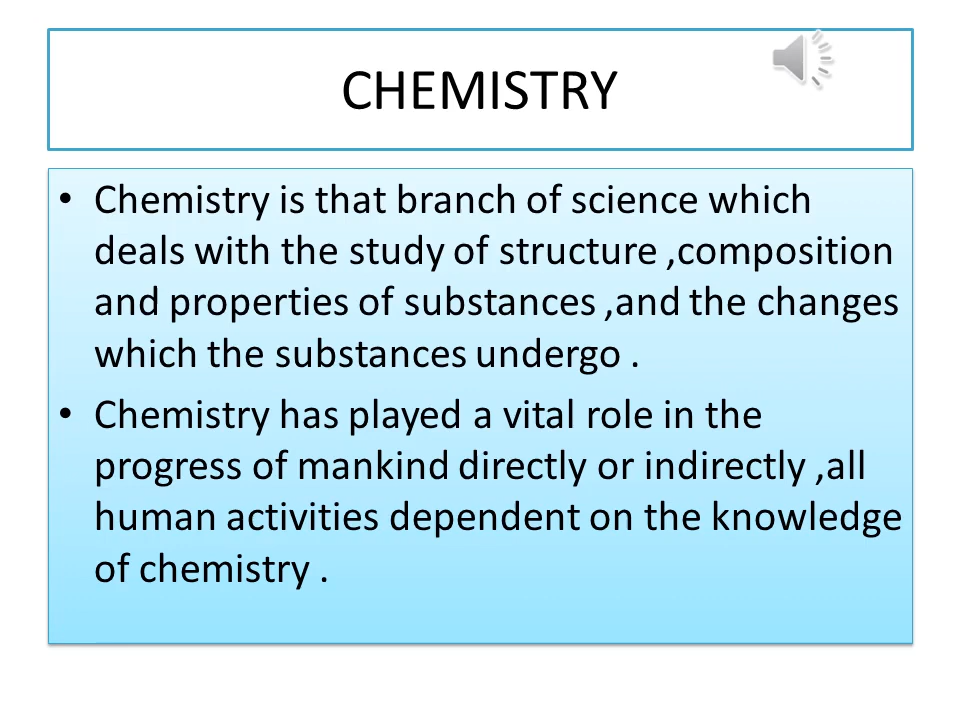 CHEMISTRY
• Chemistry is that branch of science which
deals with the study of structure ,composition
and properties of substances ,and the changes
which the substances undergo .
• Chemistry has played a vital role in the
progress of mankind directly or indirectly ,all
human activities dependent on the knowledge
of chemistry .